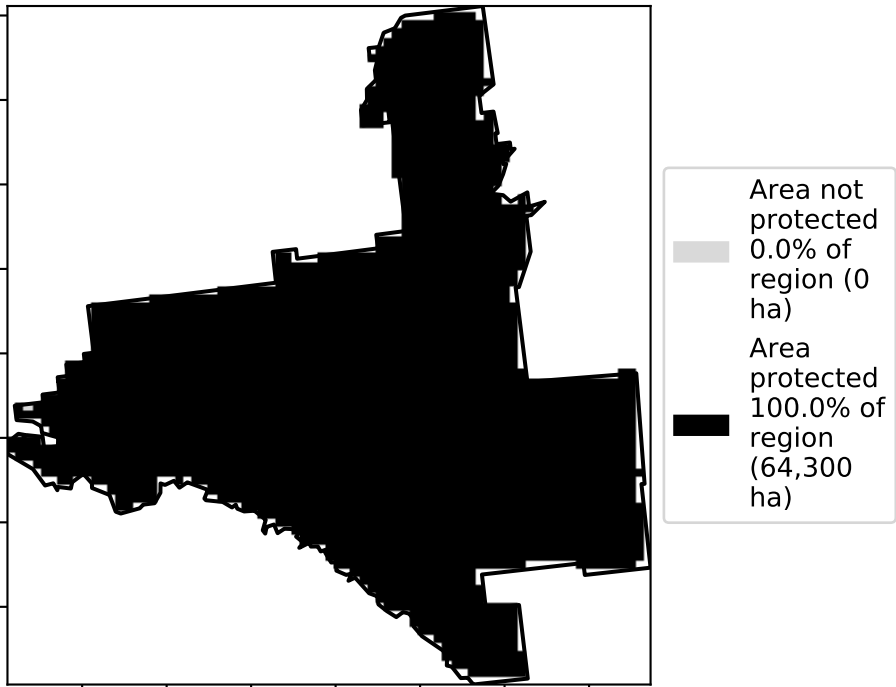 Area not
protected
0.0% of
region (0
ha)
Area
protected
100.0% of
region
(64,300
ha)